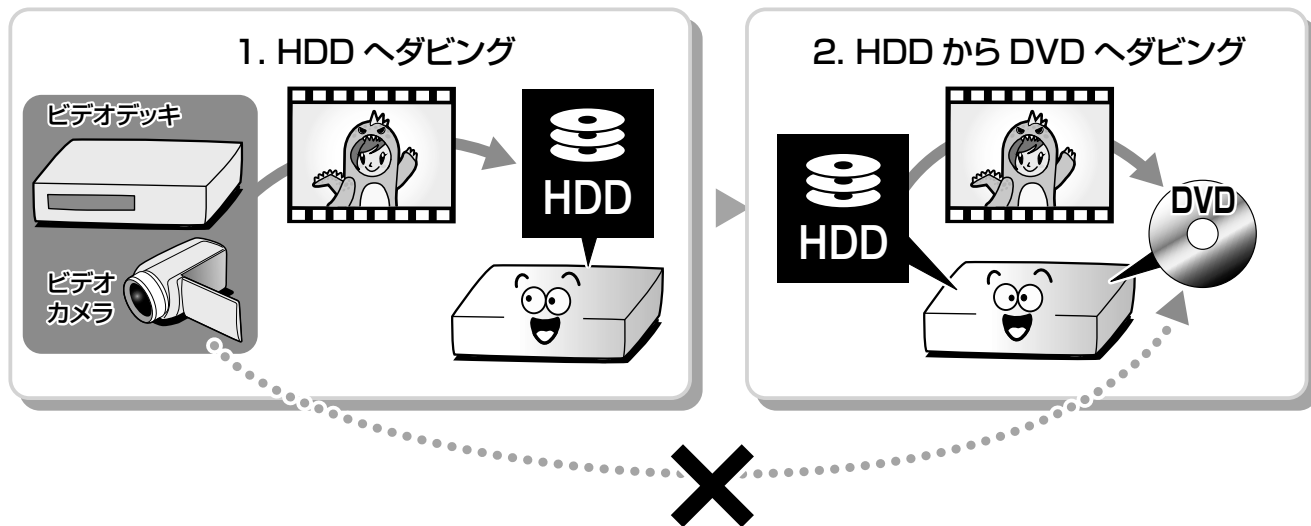 1. HDD へダビング
ビデオデッキ
HDD
ビデオ
カメラ
2. HDD から DVD へダビング
HDD
DVD